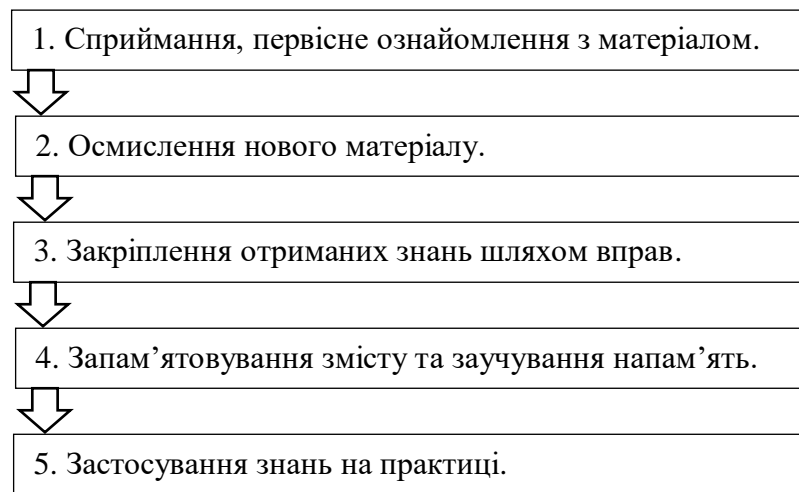 1. Сприймання, первісне ознайомлення з матеріалом.
2. Осмислення нового матеріалу.
3. Закріплення отриманих знань шляхом вправ.
4. Запам’ятовування змісту та заучування напам’ять.
5. Застосування знань на практиці.